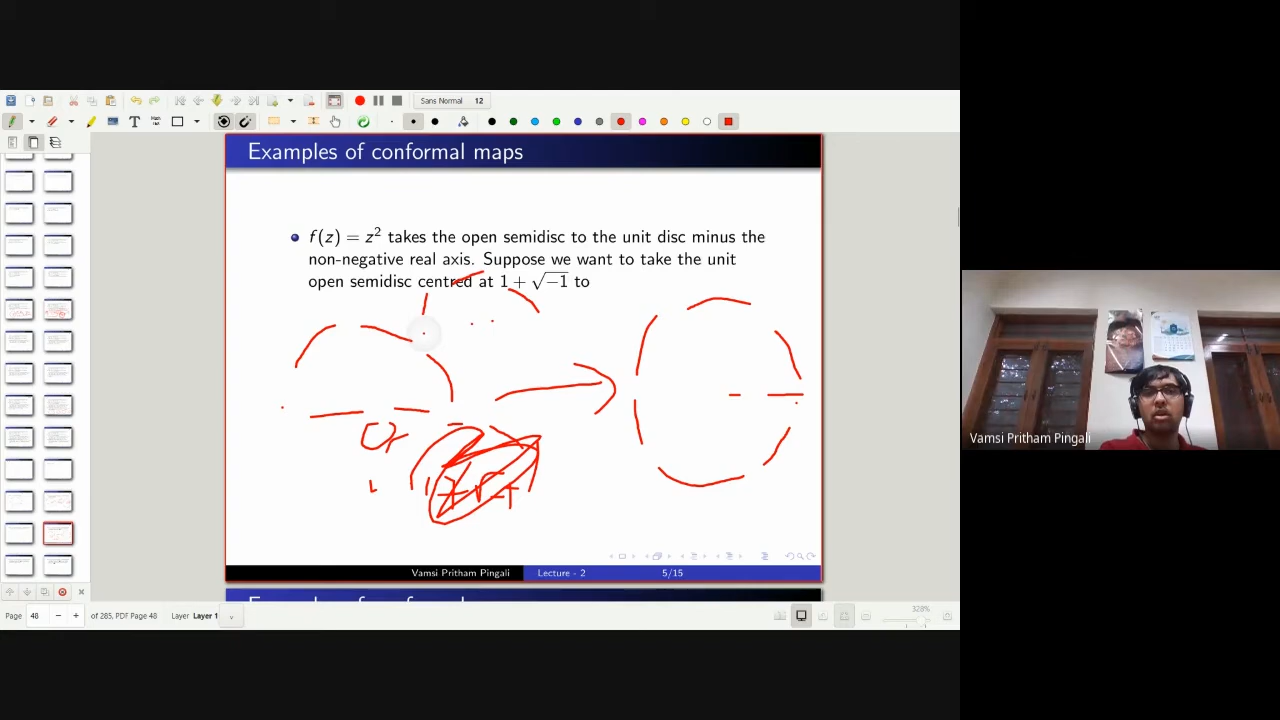 Sans Normal 12
Examples of conformal maps
f(z) = z² takes the open semidisc to the unit disc minus the
non-negative real axis. Suppose we want to take the unit
open semidisc centred at 1 + √−1 to
Vamsi Pritham Pingali
Vamsi Pritham Pingali Lecture - 2 5/15
Page 48 of 285, PDF Page 48 Layer Layer 1 328%